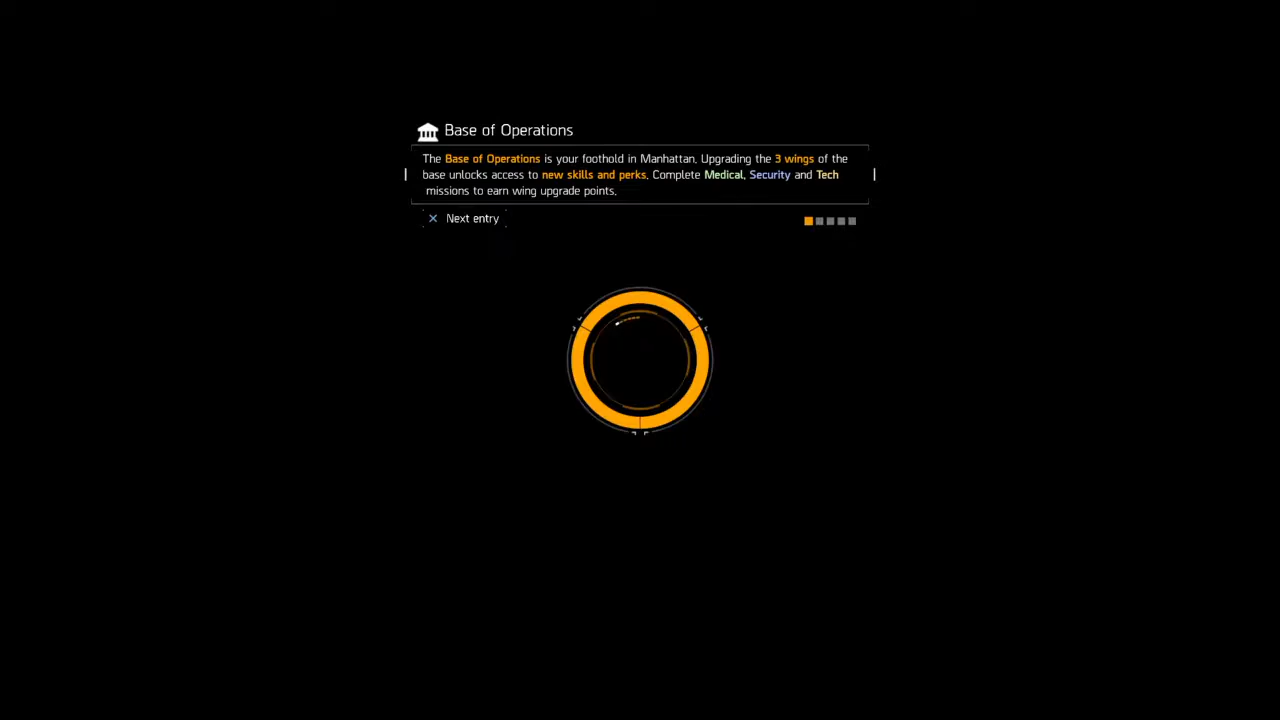 Base of Operations
The Base of Operations is your foothold in Manhattan. Upgrading the 3 wings of the
base unlocks access to new skills and perks. Complete Medical, Security and Tech
missions to earn wing upgrade points.
Next entry